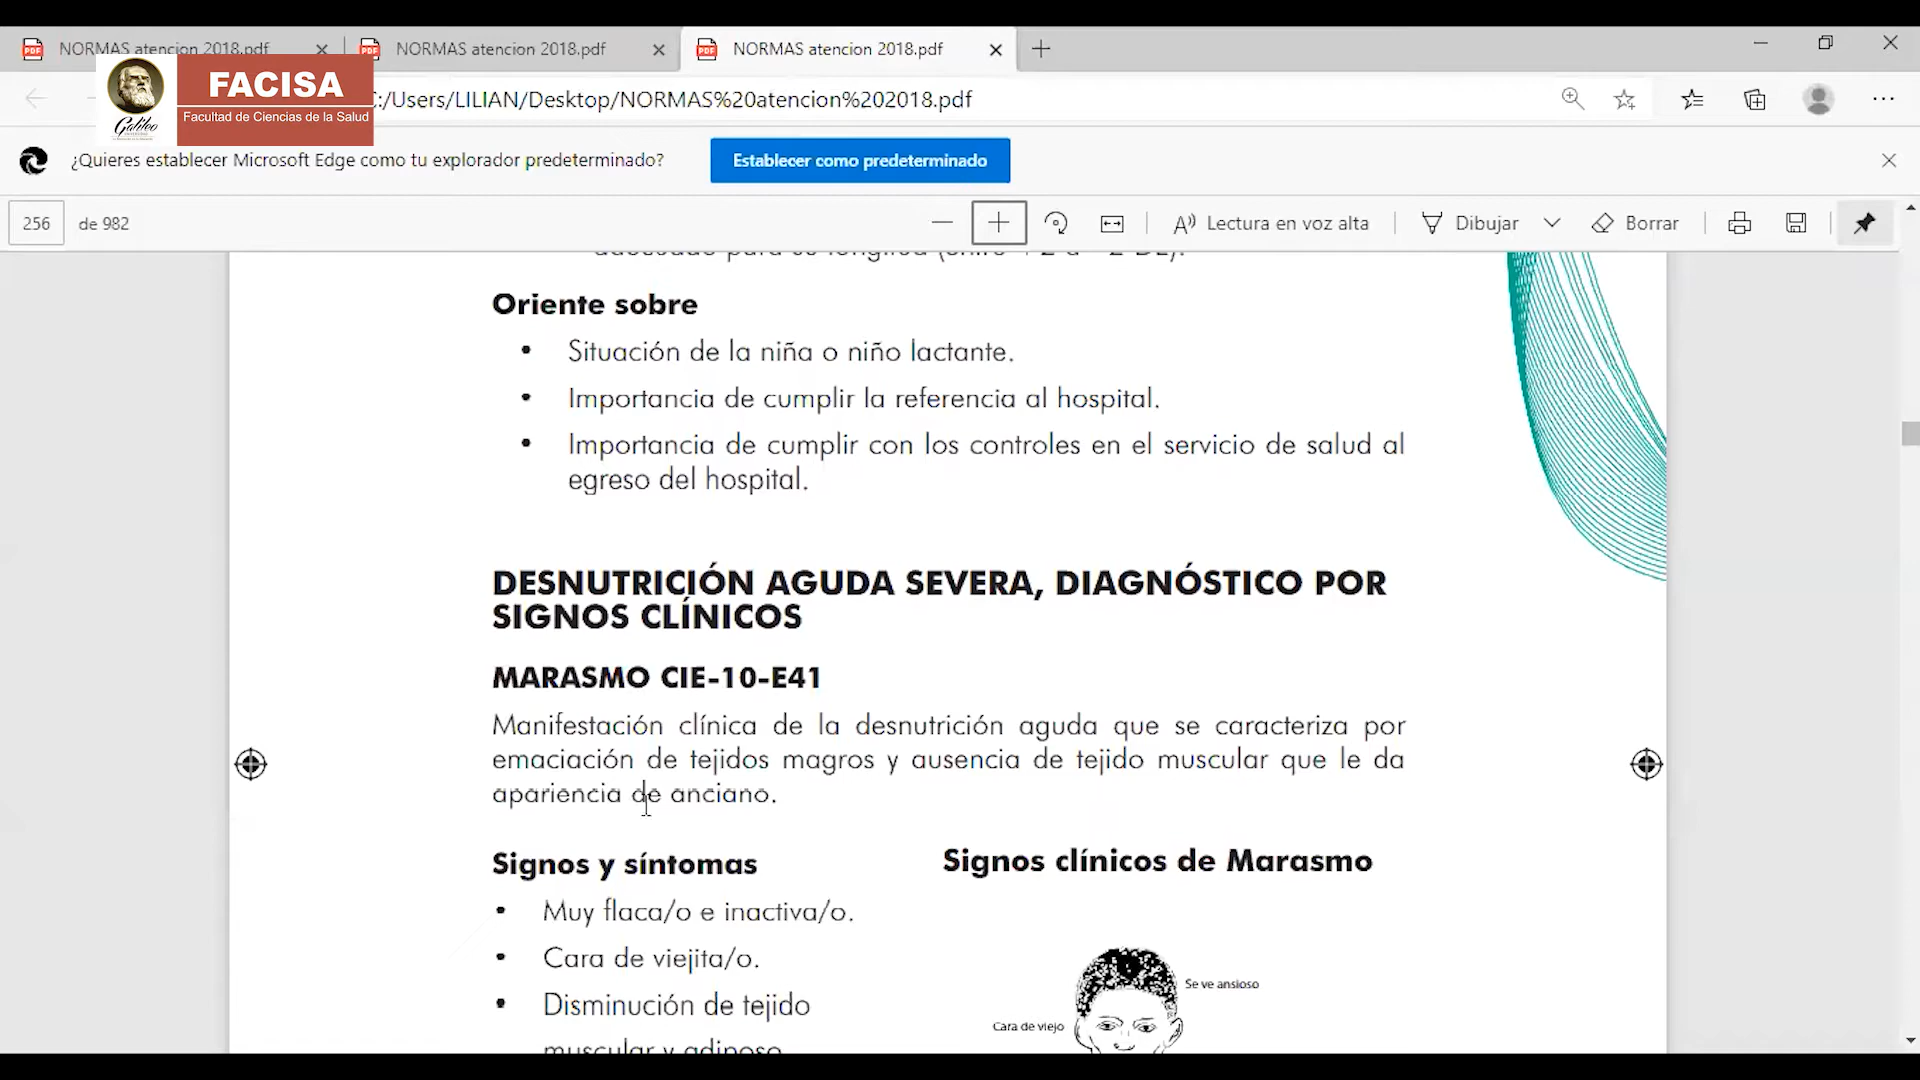 NORMAS atencion 2018.pdf
NORMAS atencion 2018.pdf
NORMAS atencion 2018.pdf
FACISA
Facultad de Ciencias de la Salud
Galileo
C:/Users/LILIAN/Desktop/NORMAS%20atencion%202018.pdf
¿Quieres establecer Microsoft Edge como tu explorador predeterminado?
Establecer como predeterminado
256 de 982
Lectura en voz alta
Dibujar
Borrar
Oriente sobre
• Situación de la niña o niño lactante.
• Importancia de cumplir la referencia al hospital.
• Importancia de cumplir con los controles en el servicio de salud al
egreso del hospital.
DESNUTRICIÓN AGUDA SEVERA, DIAGNÓSTICO POR
SIGNOS CLÍNICOS
MARASMO CIE-10-E41
Manifestación clínica de la desnutrición aguda que se caracteriza por
emaciación de tejidos magros y ausencia de tejido muscular que le da
apariencia de anciano.
Signos y síntomas
• Muy flaca/o e inactiva/o.
• Cara de viejita/o.
• Disminución de tejido
muscular y adiposo
Signos clínicos de Marasmo
Se ve ansioso
Cara de viejo